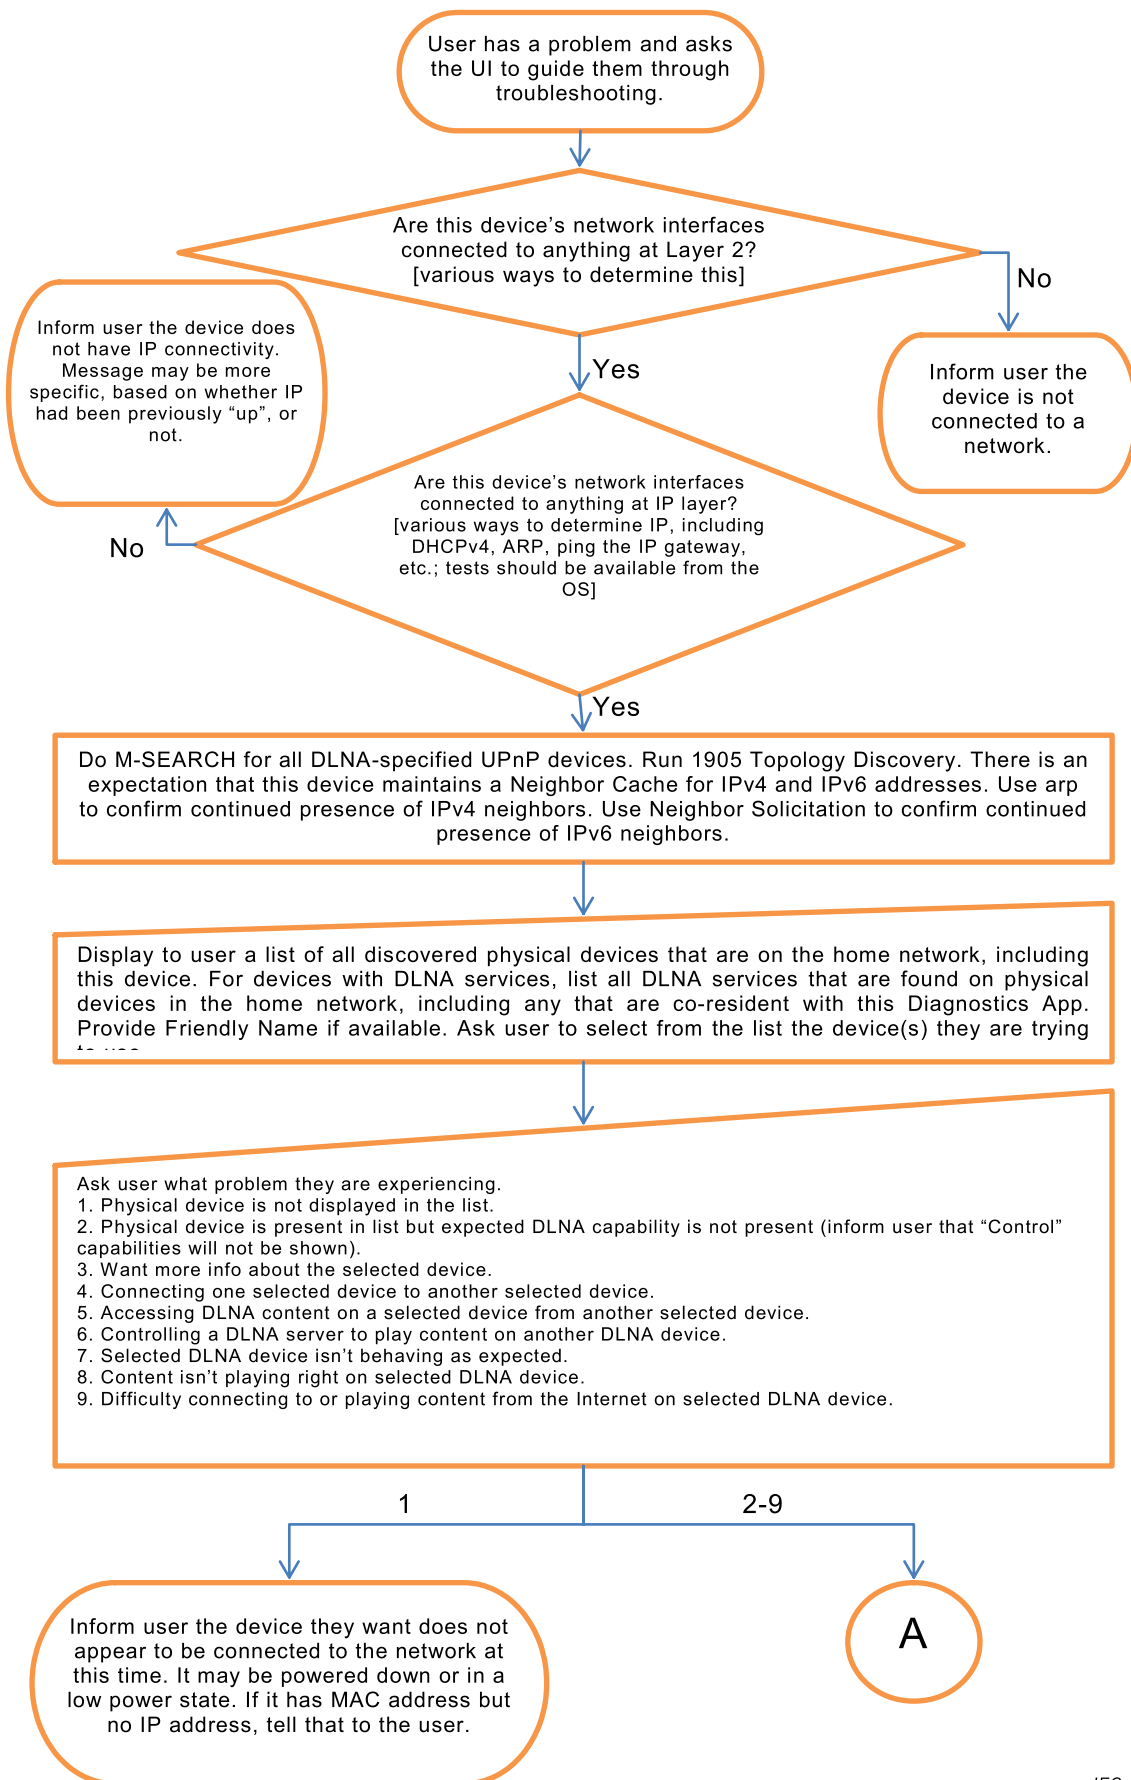 User has a problem and asks
the UI to guide them through
troubleshooting.
Are this device’s network interfaces
connected to anything at Layer 2?
[various ways to determine this]
No
Inform user the device does
not have IP connectivity.
Message may be more
specific, based on whether IP
had been previously “up”, or
not.
Yes
Inform user the
device is not
connected to a
network.
Are this device’s network interfaces
connected to anything at IP layer?
[various ways to determine IP, including
DHCPv4, ARP, ping the IP gateway,
etc.; tests should be available from the
OS]
No
Yes
Do M-SEARCH for all DLNA-specified UPnP devices. Run 1905 Topology Discovery. There is an
expectation that this device maintains a Neighbor Cache for IPv4 and IPv6 addresses. Use arp
to confirm continued presence of IPv4 neighbors. Use Neighbor Solicitation to confirm continued
presence of IPv6 neighbors.
Display to user a list of all discovered physical devices that are on the home network, including
this device. For devices with DLNA services, list all DLNA services that are found on physical
devices in the home network, including any that are co-resident with this Diagnostics App.
Provide Friendly Name if available. Ask user to select from the list the device(s) they are trying
Ask user what problem they are experiencing.
1. Physical device is not displayed in the list.
2. Physical device is present in list but expected DLNA capability is not present (inform user that “Control”
capabilities will not be shown).
3. Want more info about the selected device.
4. Connecting one selected device to another selected device.
5. Accessing DLNA content on a selected device from another selected device.
6. Controlling a DLNA server to play content on another DLNA device.
7. Selected DLNA device isn’t behaving as expected.
8. Content isn’t playing right on selected DLNA device.
9. Difficulty connecting to or playing content from the Internet on selected DLNA device.
1
2-9
Inform user the device they want does not
appear to be connected to the network at
this time. It may be powered down or in a
low power state. If it has MAC address but
no IP address, tell that to the user.
A